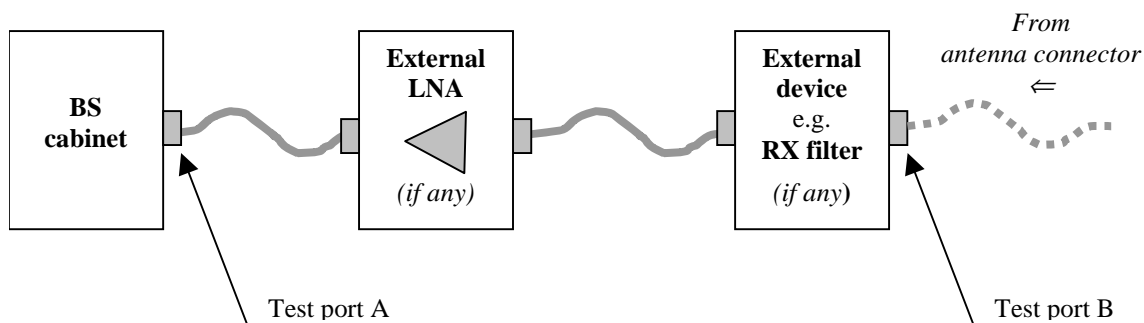 BS
cabinet
External
LNA
(if any)
External
device
e.g.
RX filter
(if any)
From
antenna connector
⇐
Test port A
Test port B